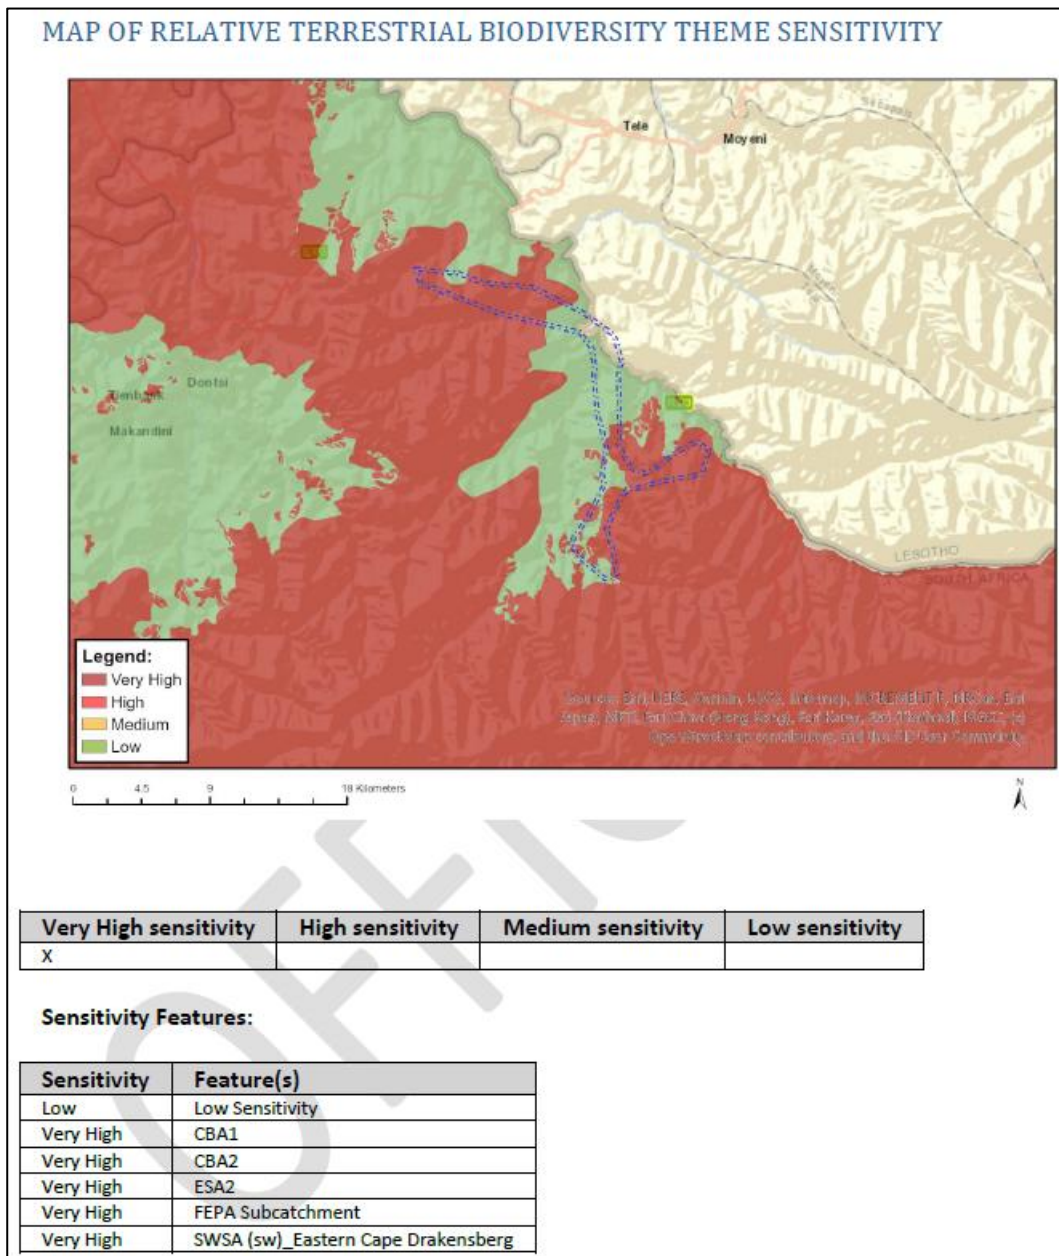 MAP OF RELATIVE TERRESTRIAL BIODIVERSITY THEME SENSITIVITY
Tele
Moyeni
Dontsi
Makandini
LESOTHO
SOUTH AFRICA
Legend:
Very High
High
Medium
Low
0 4.5 9 18 Kilometers
N
Very High sensitivity High sensitivity Medium sensitivity Low sensitivity
X
Sensitivity Features:
Sensitivity Feature(s)
Low Low Sensitivity
Very High CBA1
Very High CBA2
Very High ESA2
Very High FEPA Subcatchment
Very High SWSA (sw)_Eastern Cape Drakensberg